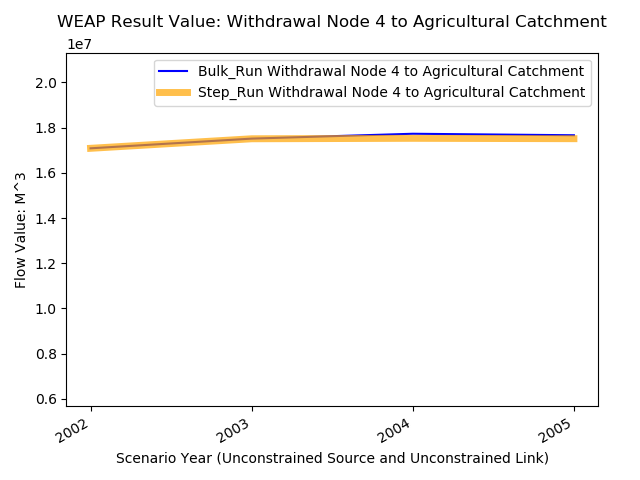 WEAP Result Value: Withdrawal Node 4 to Agricultural Catchment
1e7
Bulk_Run Withdrawal Node 4 to Agricultural Catchment
Step_Run Withdrawal Node 4 to Agricultural Catchment
2.0
1.8
1.6
1.4
1.2
1.0
0.8
0.6
Flow Value: M^3
2002
2003
2004
2005
Scenario Year (Unconstrained Source and Unconstrained Link)